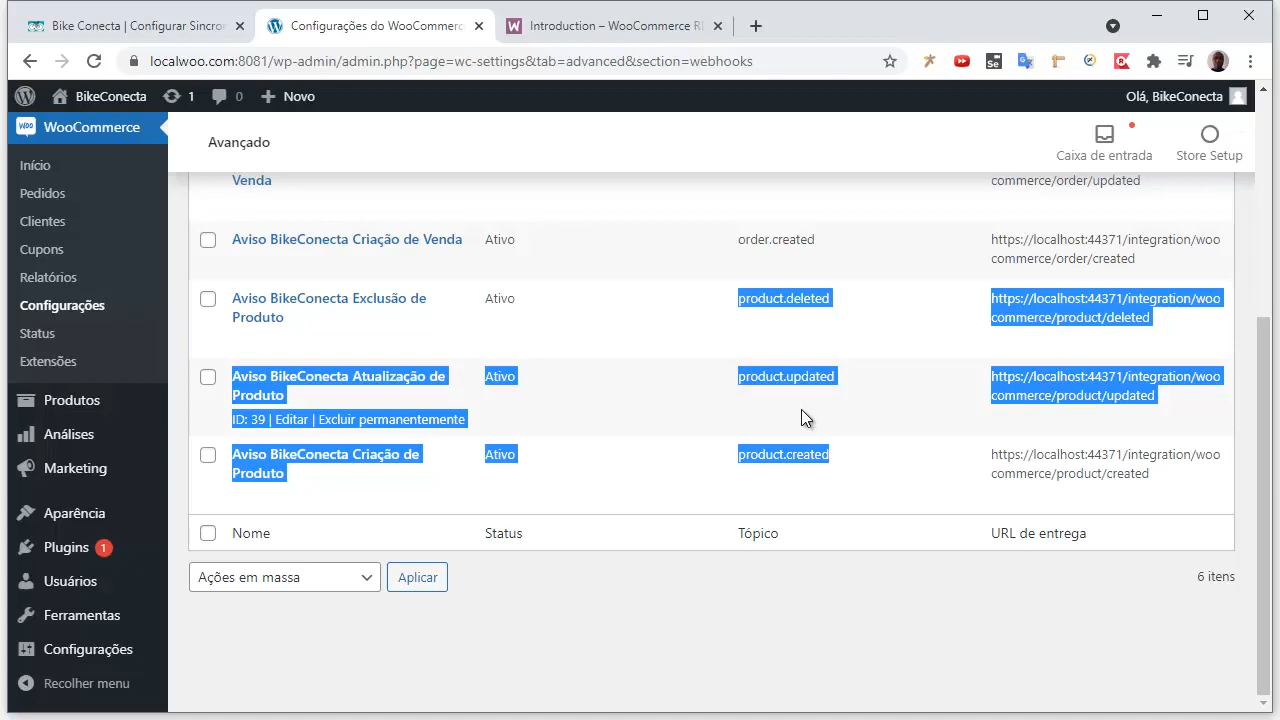 Bike Conecta | Configurar Sincror
Configurações do WooCommerc
Introduction – WooCommerce RE
localwoo.com:8081/wp-admin/admin.php?page=wc-settings&tab=advanced&section=webhooks
BikeConecta
1
0
Novo
Olá, BikeConecta
WooCommerce
Início
Pedidos
Clientes
Cupons
Relatórios
Configurações
Status
Extensões
Produtos
Análises
Marketing
Aparência
Plugins 1
Usuários
Ferramentas
Configurações
Recolher menu
Avançado
Caixa de entrada
Store Setup
Venda
commerce/order/updated
Aviso BikeConecta Criação de Venda
Ativo
order.created
https://localhost:44371/integration/woo
commerce/order/created
Aviso BikeConecta Exclusão de
Produto
Ativo
product.deleted
https://localhost:44371/integration/woo
commerce/product/deleted
Aviso BikeConecta Atualização de
Produto
ID: 39 | Editar | Excluir permanentemente
Ativo
product.updated
https://localhost:44371/integration/woo
commerce/product/updated
Aviso BikeConecta Criação de
Produto
Ativo
product.created
https://localhost:44371/integration/woo
commerce/product/created
Nome
Status
Tópico
URL de entrega
Ações em massa
Aplicar
6 itens